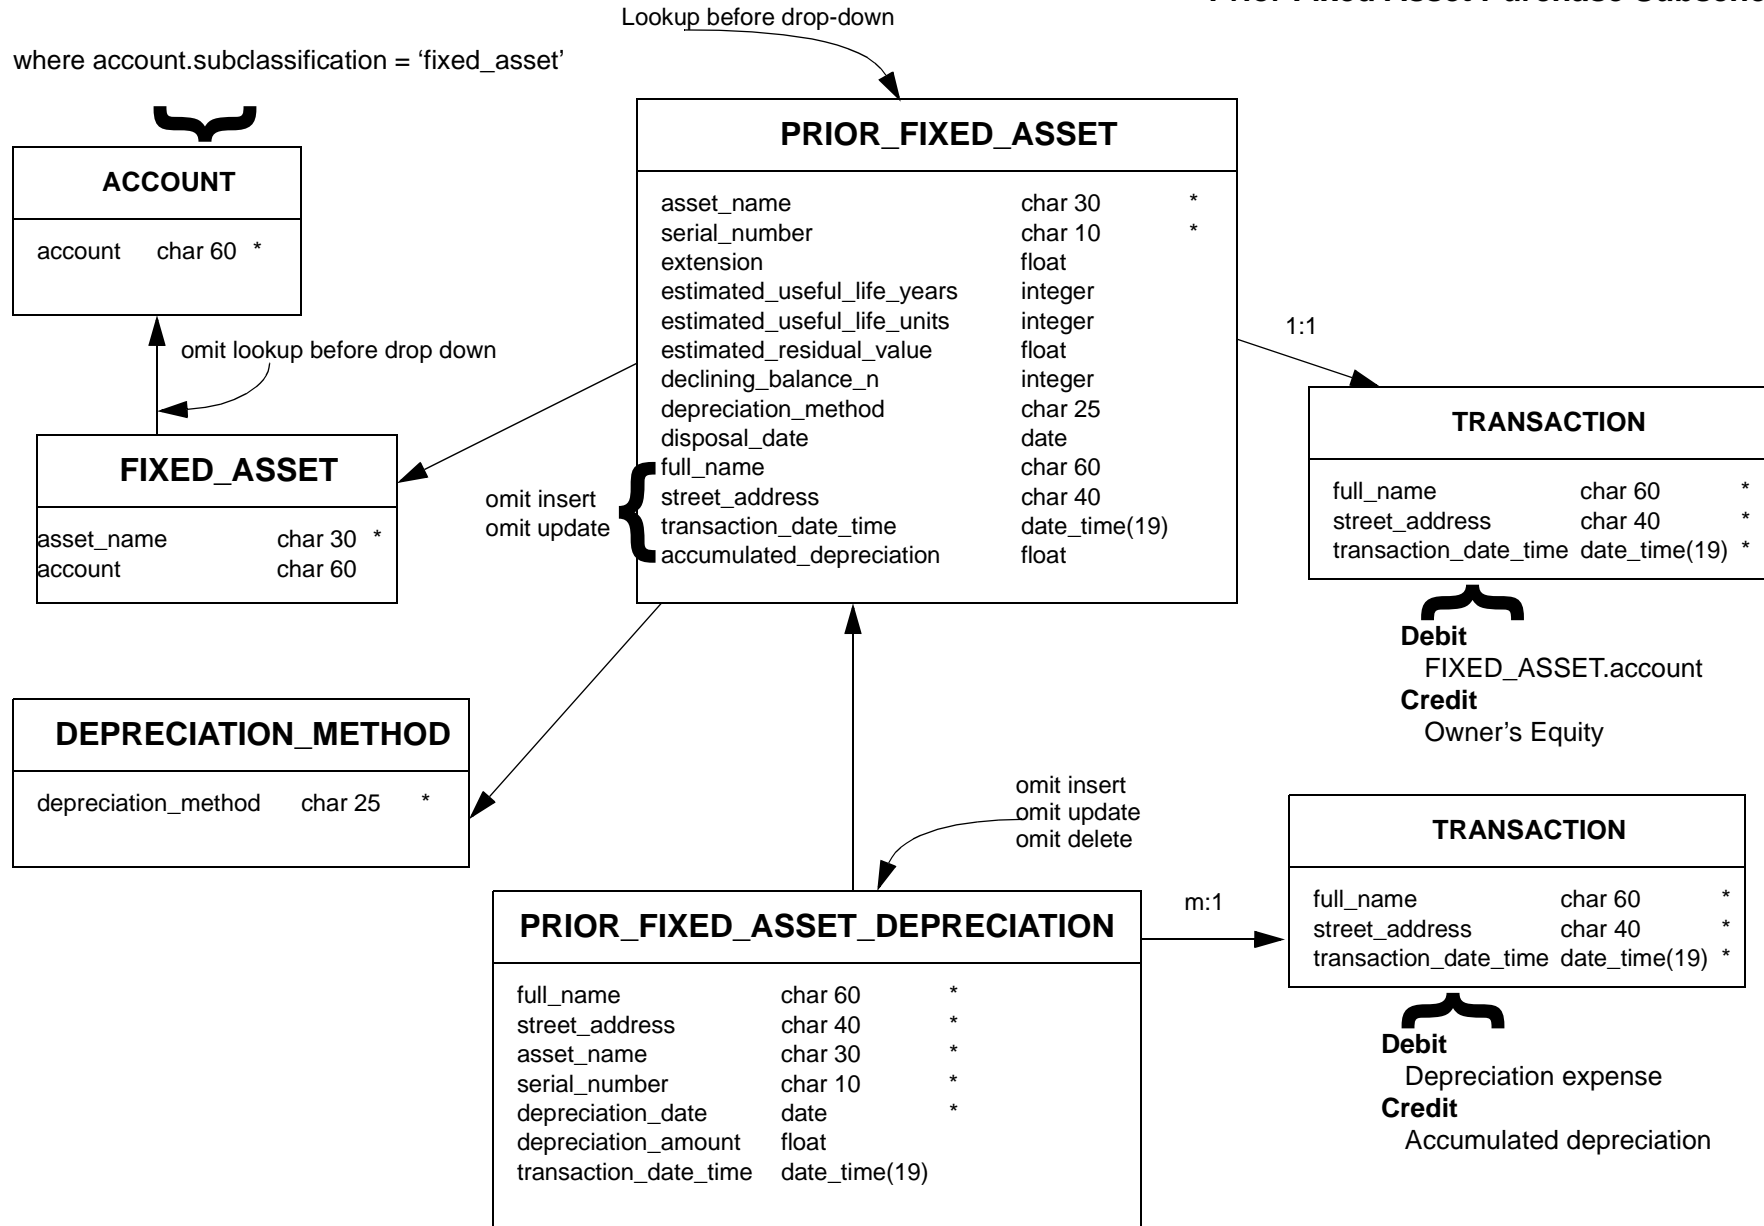 Lookup before drop-down
where account.subclassification = ‘fixed_asset’
ACCOUNT
account char 60 *
omit lookup before drop down
FIXED_ASSET
asset_name char 30 *
account char 60
PRIOR_FIXED_ASSET
asset_name char 30 *
serial_number char 10 *
extension float
estimated_useful_life_years integer
estimated_useful_life_units integer
estimated_residual_value float
declining_balance_n integer
depreciation_method char 25
disposal_date date
full_name char 60
street_address char 40
transaction_date_time date_time(19)
accumulated_depreciation float
omit insert
omit update
{
1:1
TRANSACTION
full_name char 60 *
street_address char 40 *
transaction_date_time date_time(19) *
Debit
FIXED_ASSET.account
Credit
Owner’s Equity
DEPRECIATION_METHOD
depreciation_method char 25 *
omit insert
omit update
omit delete
PRIOR_FIXED_ASSET_DEPRECIATION
full_name char 60 *
street_address char 40 *
asset_name char 30 *
serial_number char 10 *
depreciation_date date *
depreciation_amount float
transaction_date_time date_time(19)
m:1
TRANSACTION
full_name char 60 *
street_address char 40 *
transaction_date_time date_time(19) *
Debit
Depreciation expense
Credit
Accumulated depreciation